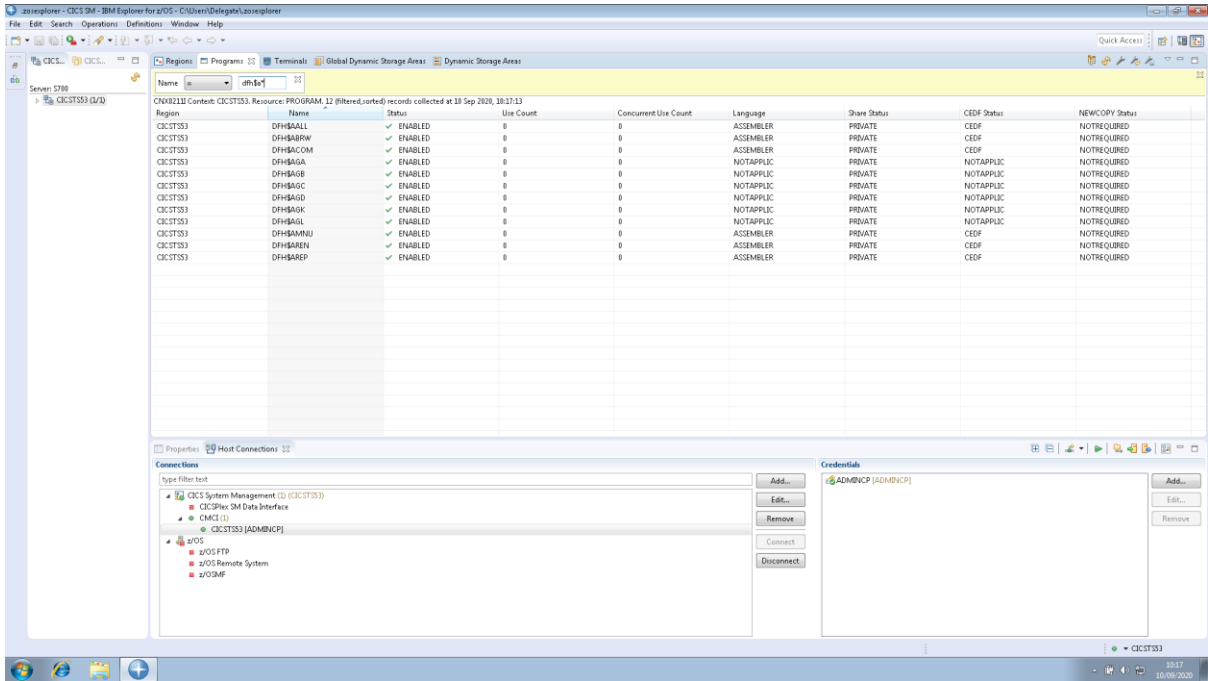 .zosexplorer - CICS SM - IBM Explorer for z/OS - C:\Users\Delegate\.zosexplorer
File Edit Search Operations Definitions Window Help
Quick Access
CICS... CICS... Regions Programs Terminals Global Dynamic Storage Areas Dynamic Storage Areas
Name = dfh$a*
Server: S700
CICSTS53 (1/1)
CNX0211I Context: CICSTS53. Resource: PROGRAM. 12 (filtered,sorted) records collected at 10 Sep 2020, 10:17:13
Region Name Status Use Count Concurrent Use Count Language Share Status CEDF Status NEWCOPY Status
CICSTS53 DFH$AALL ENABLED 0 0 ASSEMBLER PRIVATE CEDF NOTREQUIRED
CICSTS53 DFH$ABRW ENABLED 0 0 ASSEMBLER PRIVATE CEDF NOTREQUIRED
CICSTS53 DFH$ACOM ENABLED 0 0 ASSEMBLER PRIVATE CEDF NOTREQUIRED
CICSTS53 DFH$AGA ENABLED 0 0 NOTAPPLIC PRIVATE NOTAPPLIC NOTREQUIRED
CICSTS53 DFH$AGB ENABLED 0 0 NOTAPPLIC PRIVATE NOTAPPLIC NOTREQUIRED
CICSTS53 DFH$AGC ENABLED 0 0 NOTAPPLIC PRIVATE NOTAPPLIC NOTREQUIRED
CICSTS53 DFH$AGD ENABLED 0 0 NOTAPPLIC PRIVATE NOTAPPLIC NOTREQUIRED
CICSTS53 DFH$AGK ENABLED 0 0 NOTAPPLIC PRIVATE NOTAPPLIC NOTREQUIRED
CICSTS53 DFH$AGL ENABLED 0 0 NOTAPPLIC PRIVATE NOTAPPLIC NOTREQUIRED
CICSTS53 DFH$AMNU ENABLED 0 0 ASSEMBLER PRIVATE CEDF NOTREQUIRED
CICSTS53 DFH$AREN ENABLED 0 0 ASSEMBLER PRIVATE CEDF NOTREQUIRED
CICSTS53 DFH$AREP ENABLED 0 0 ASSEMBLER PRIVATE CEDF NOTREQUIRED
Properties Host Connections
Connections
type filter text
CICS System Management (1) (CICSTS53)
CICSPlex SM Data Interface
CMCI (1)
CICSTS53 [ADMINCP]
z/OS
z/OS FTP
z/OS Remote System
z/OSMF
Add...
Edit...
Remove
Connect
Disconnect
Credentials
ADMINCP [ADMINCP]
Add...
Edit...
Remove
CICSTS53
10:17
10/09/2020